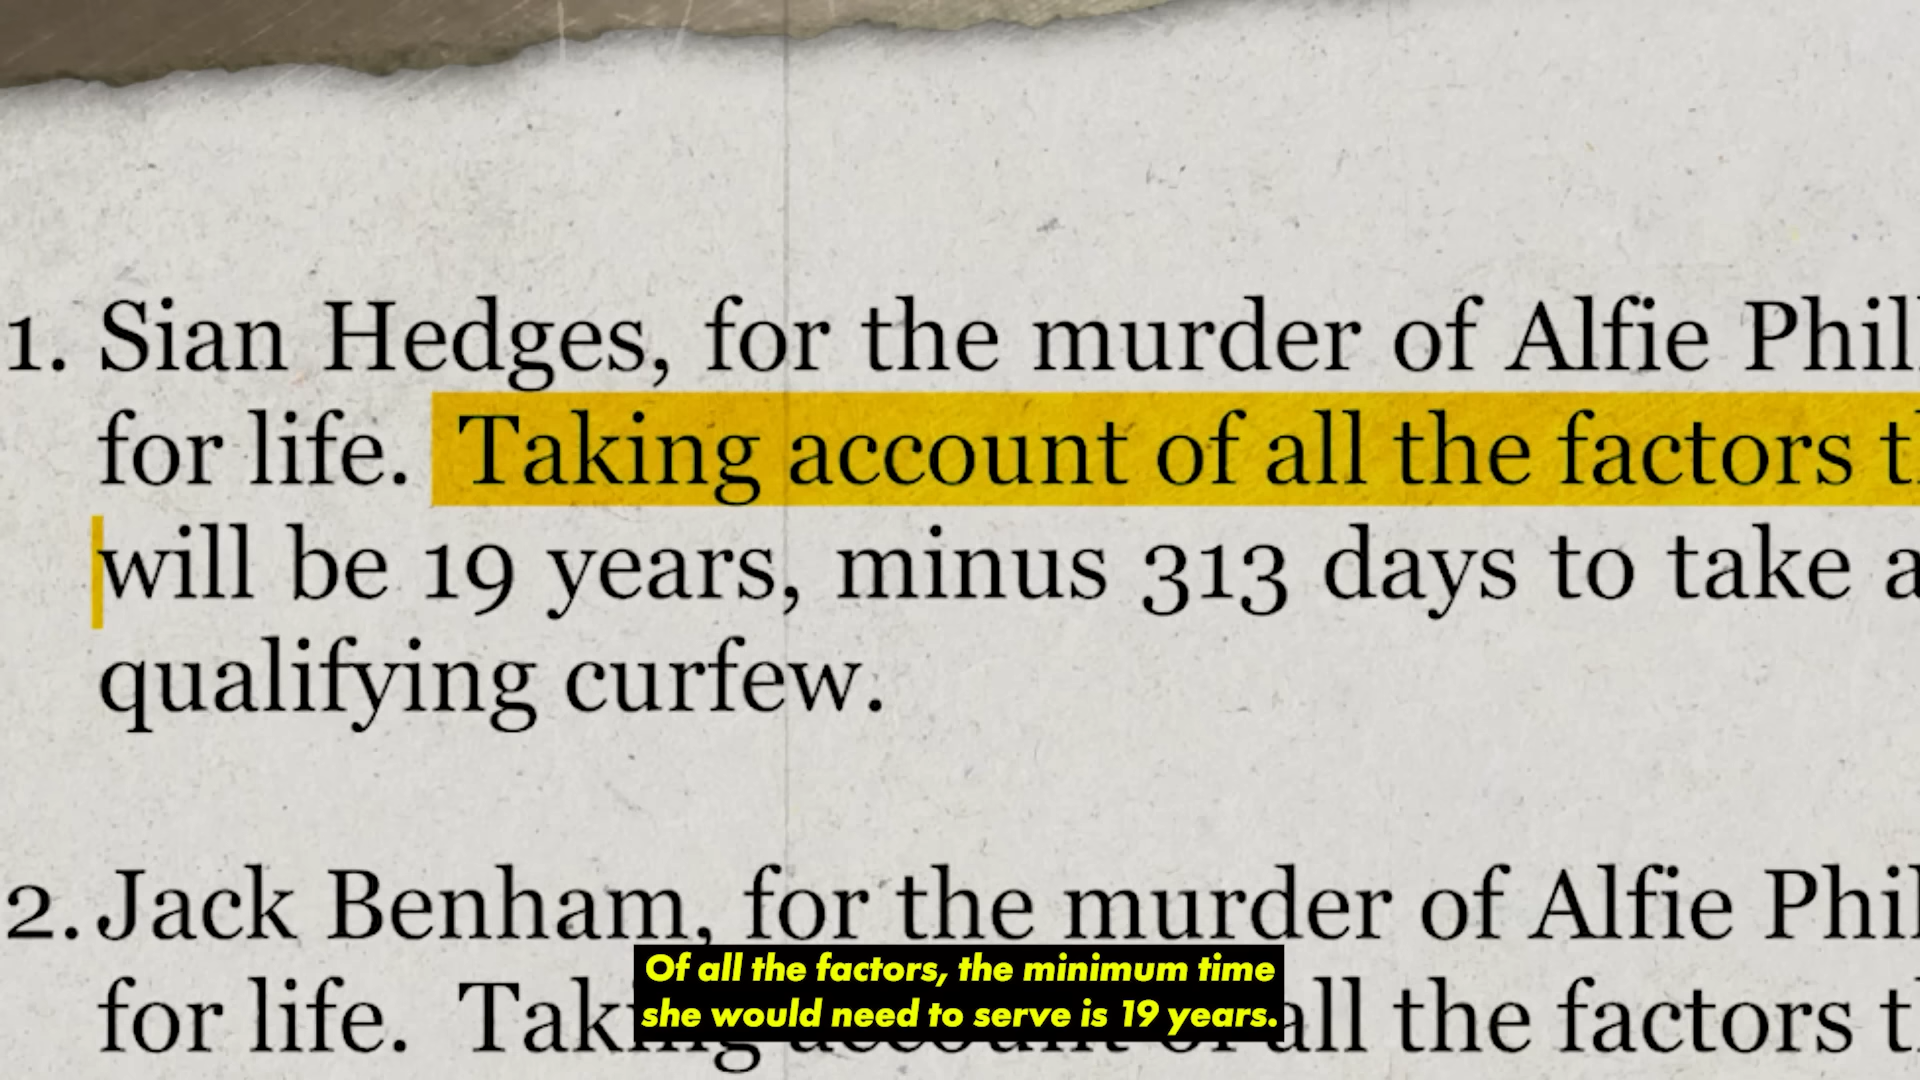 1. Sian Hedges, for the murder of Alfie Phil
for life. Taking account of all the factors
will be 19 years, minus 313 days to take
qualifying curfew.
2. Jack Benham, for the murder of Alfie Phil
for life. all the factors
Of all the factors, the minimum time
she would need to serve is 19 years.